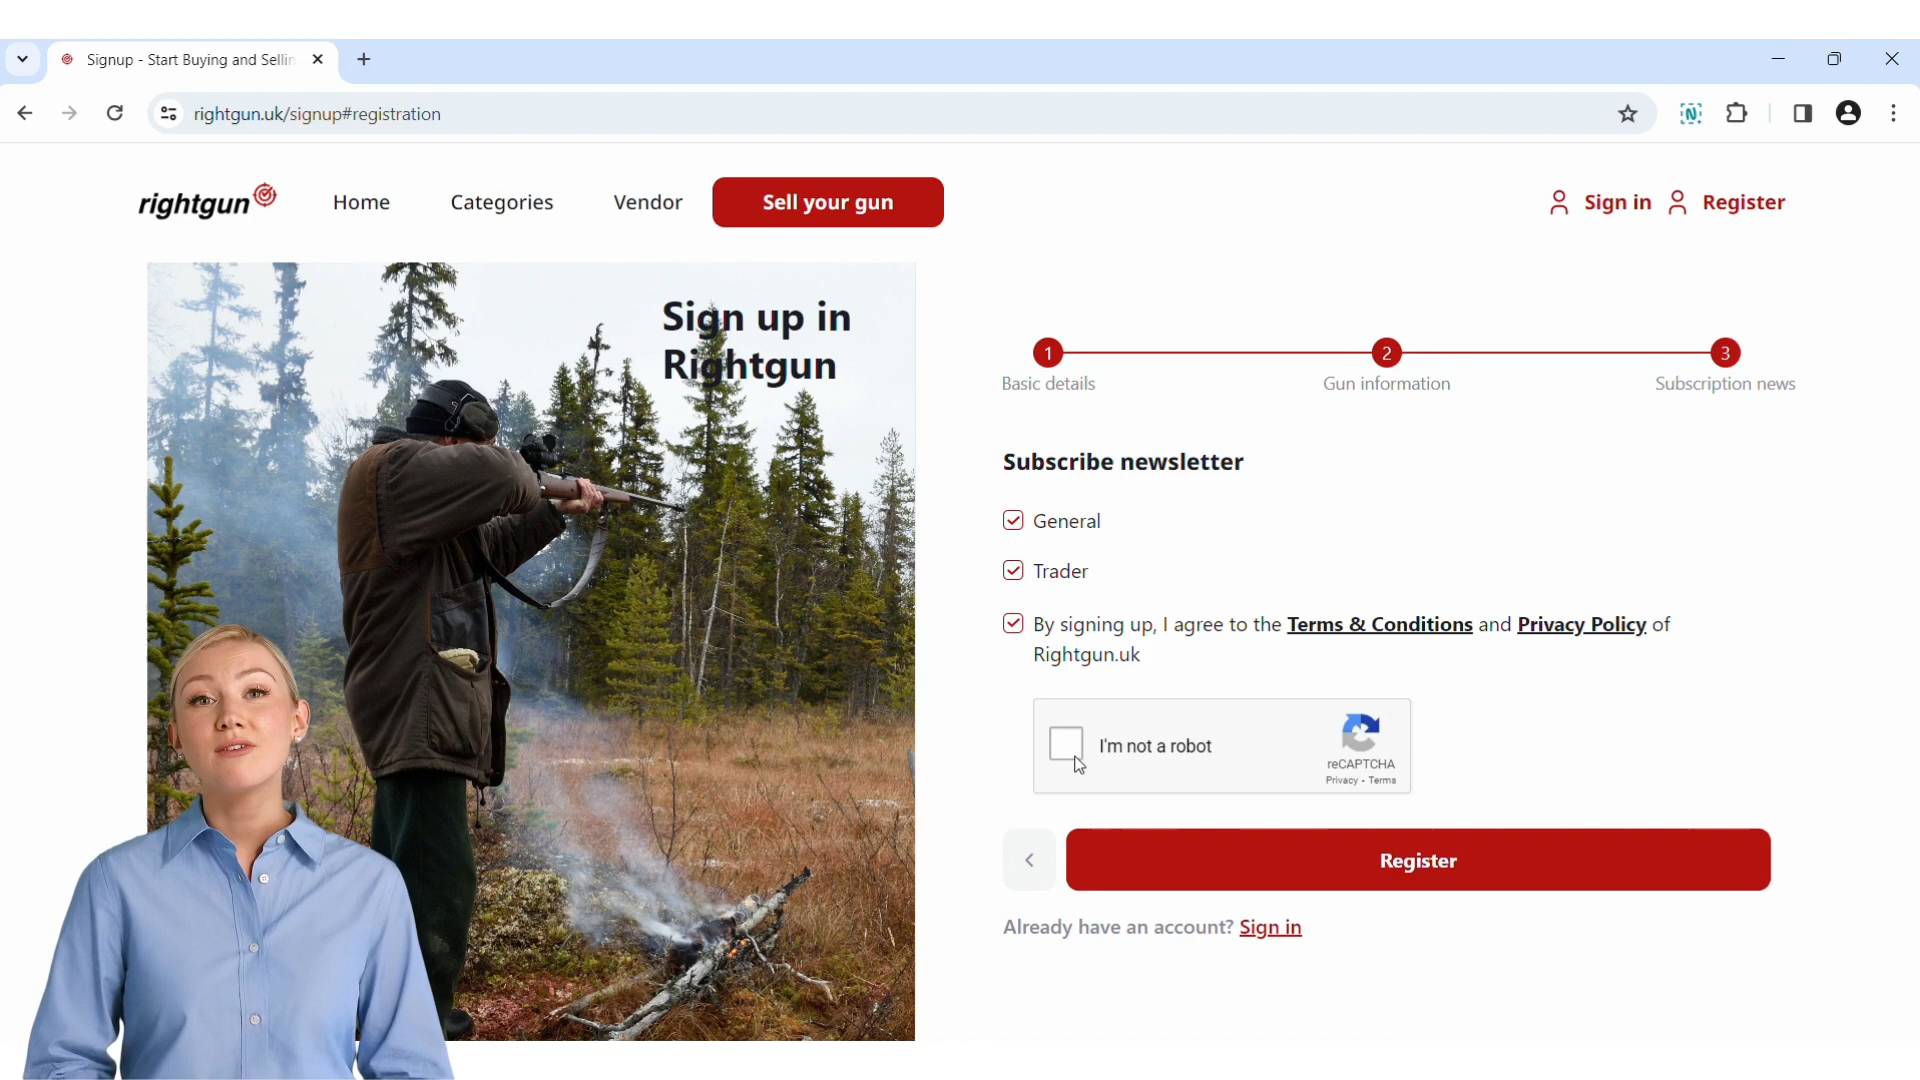 Signup - Start Buying and Sellin
rightgun.uk/signup#registration
rightgun
Home
Categories
Vendor
Sell your gun
Sign in
Register
Sign up in
Rightgun
1
2
3
Basic details
Gun information
Subscription news
Subscribe newsletter
General
Trader
By signing up, I agree to the Terms & Conditions and Privacy Policy of
Rightgun.uk
I'm not a robot
reCAPTCHA
Privacy - Terms
Register
Already have an account? Sign in